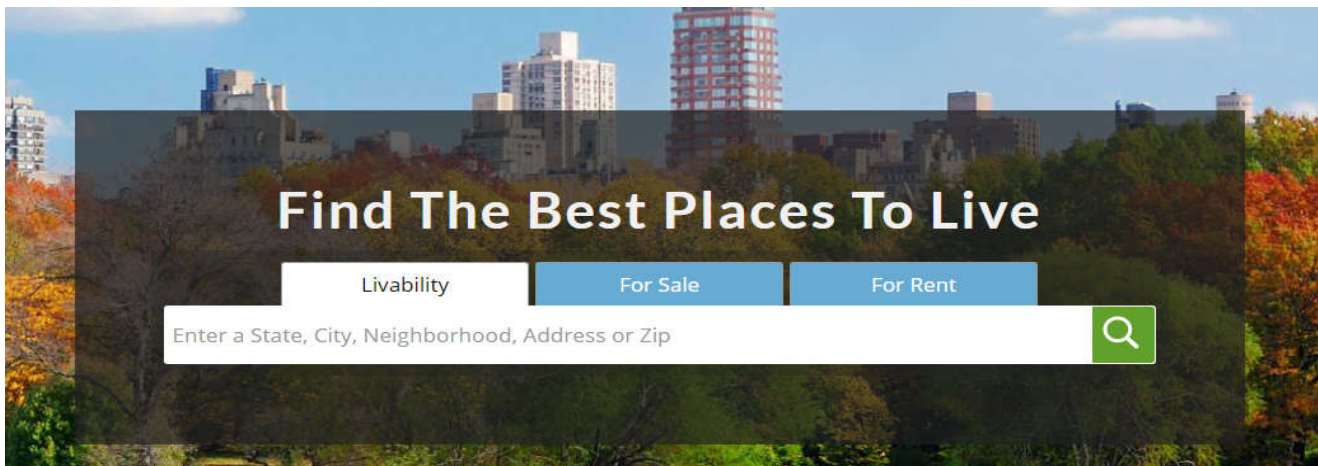 Find The Best Places To Live
Livability For Sale For Rent
Enter a State, City, Neighborhood, Address or Zip